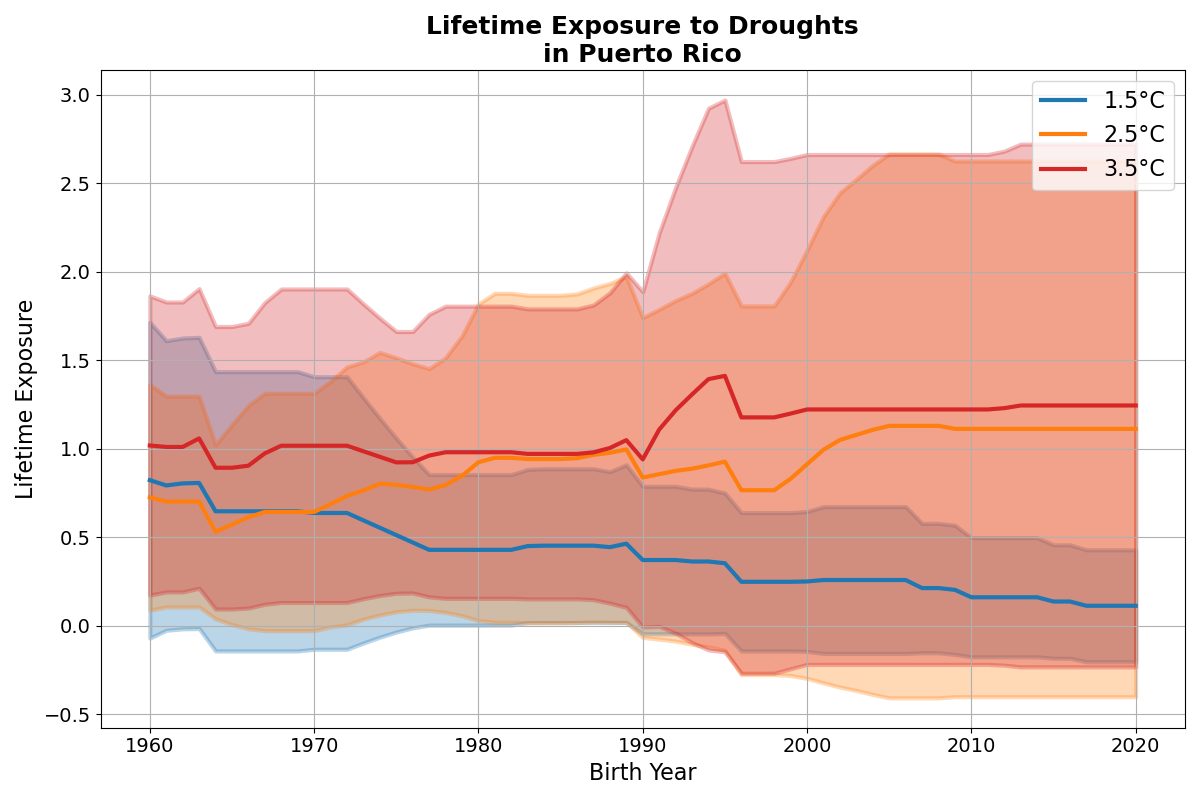 Lifetime Exposure to Droughts
in Puerto Rico
3.0
2.5
2.0
1.5
1.0
0.5
0.0
−0.5
Lifetime Exposure
1.5°C
2.5°C
3.5°C
1960
1970
1980
1990
2000
2010
2020
Birth Year